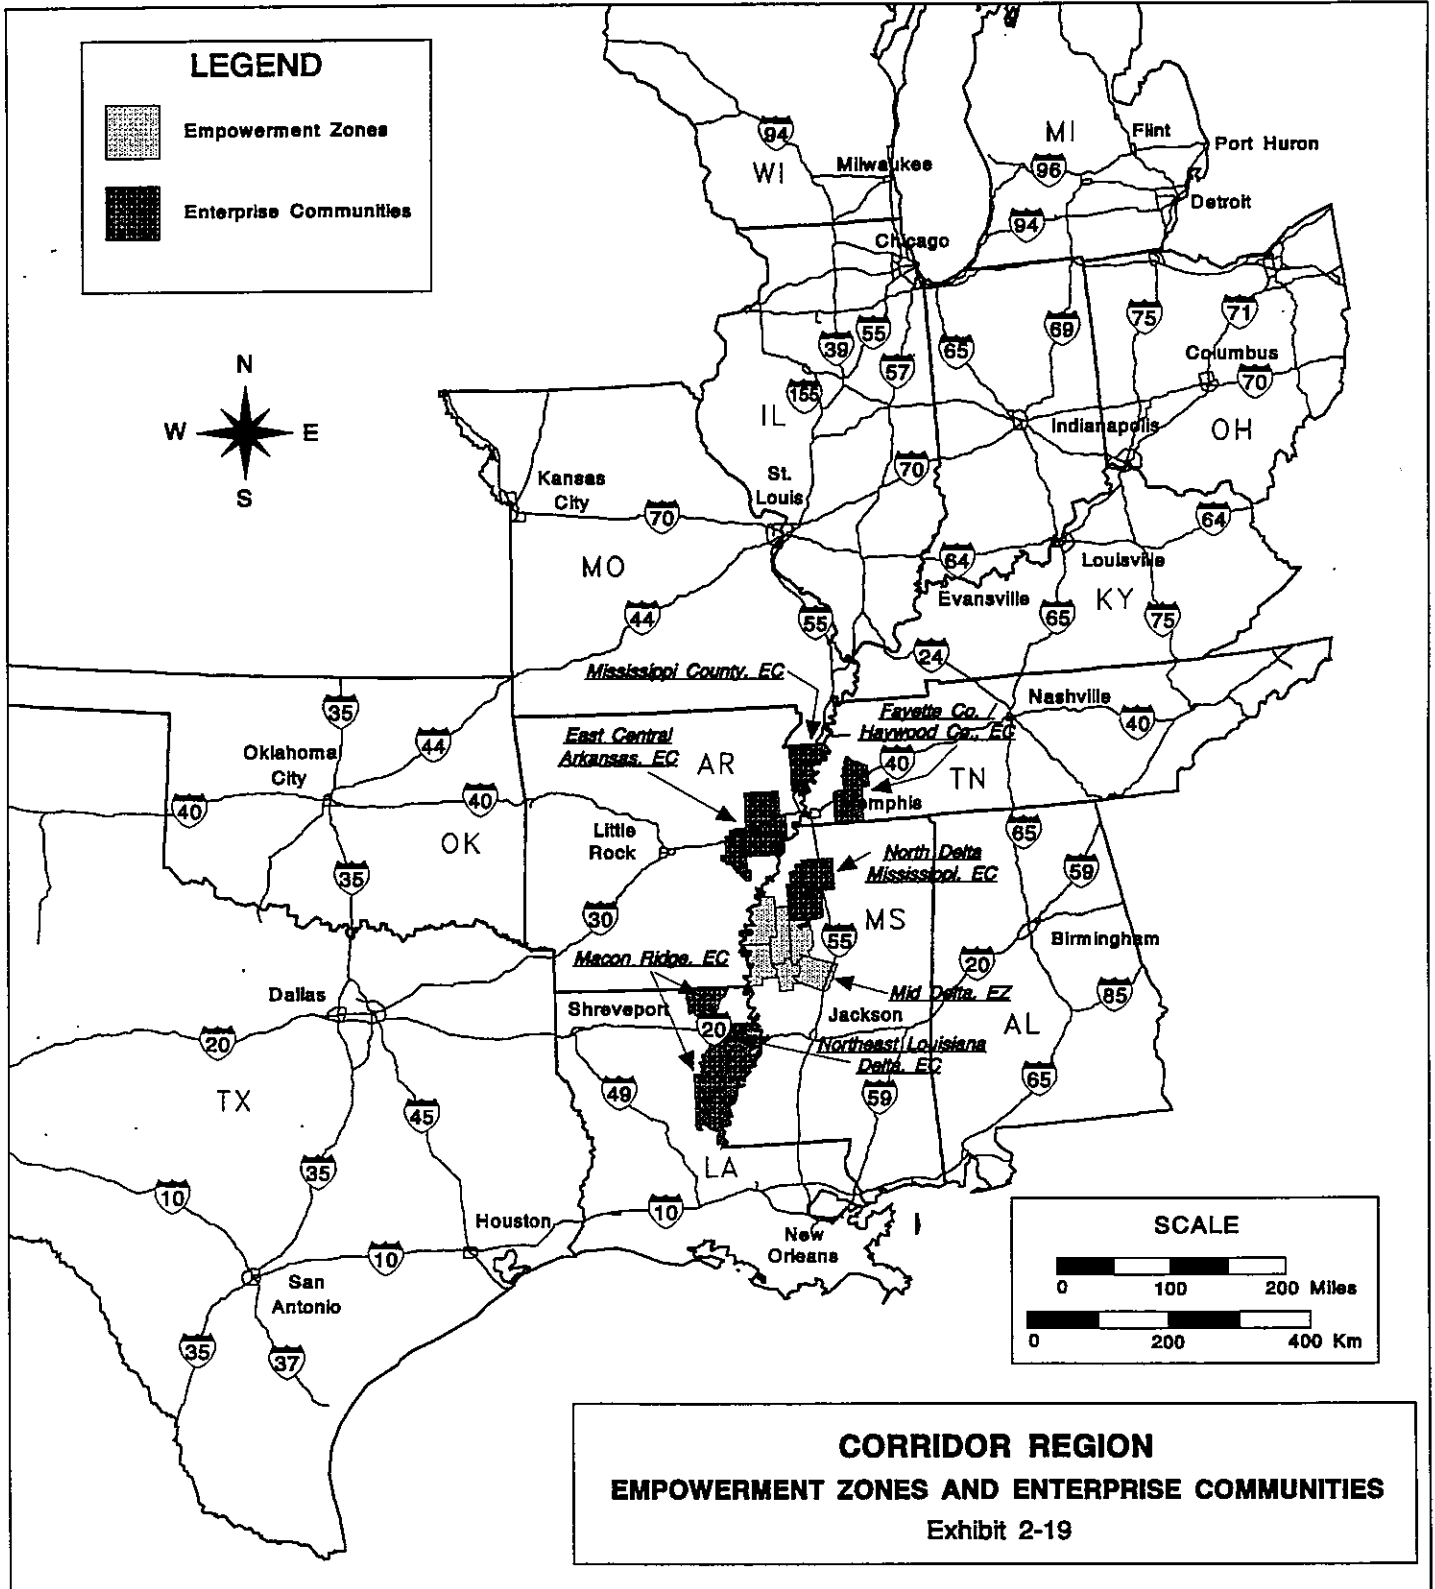 LEGEND
Empowerment Zones
Enterprise Communities
N
W E
S
94
WI
Milwaukee
MI
Flint
Port Huron
96
Detroit
94
Chicago
39
55
57
65
69
75
71
Columbus
70
155
IL
Indianapolis
OH
70
Kansas
City
St.
Louis
70
64
64
MO
Louisville
Evansville
KY
44
55
65
75
24
Mississippi County, EC
Nashville
35
Fayette Co. /
Haywood Co., EC
40
East Central
Arkansas, EC
44
Oklahoma
City
AR
40
TN
40
40
Memphis
OK
Little
Rock
65
North Delta
Mississippi, EC
59
35
30
MS
55
Birmingham
Macon Ridge, EC
20
Mid Delta, EZ
85
Dallas
Shreveport
20
Jackson
AL
20
Northeast Louisiana
Delta, EC
65
TX
49
59
45
35
LA
10
10
Houston
New
Orleans
10
San
Antonio
35
37
SCALE
0 100 200 Miles
0 200 400 Km
CORRIDOR REGION
EMPOWERMENT ZONES AND ENTERPRISE COMMUNITIES
Exhibit 2-19